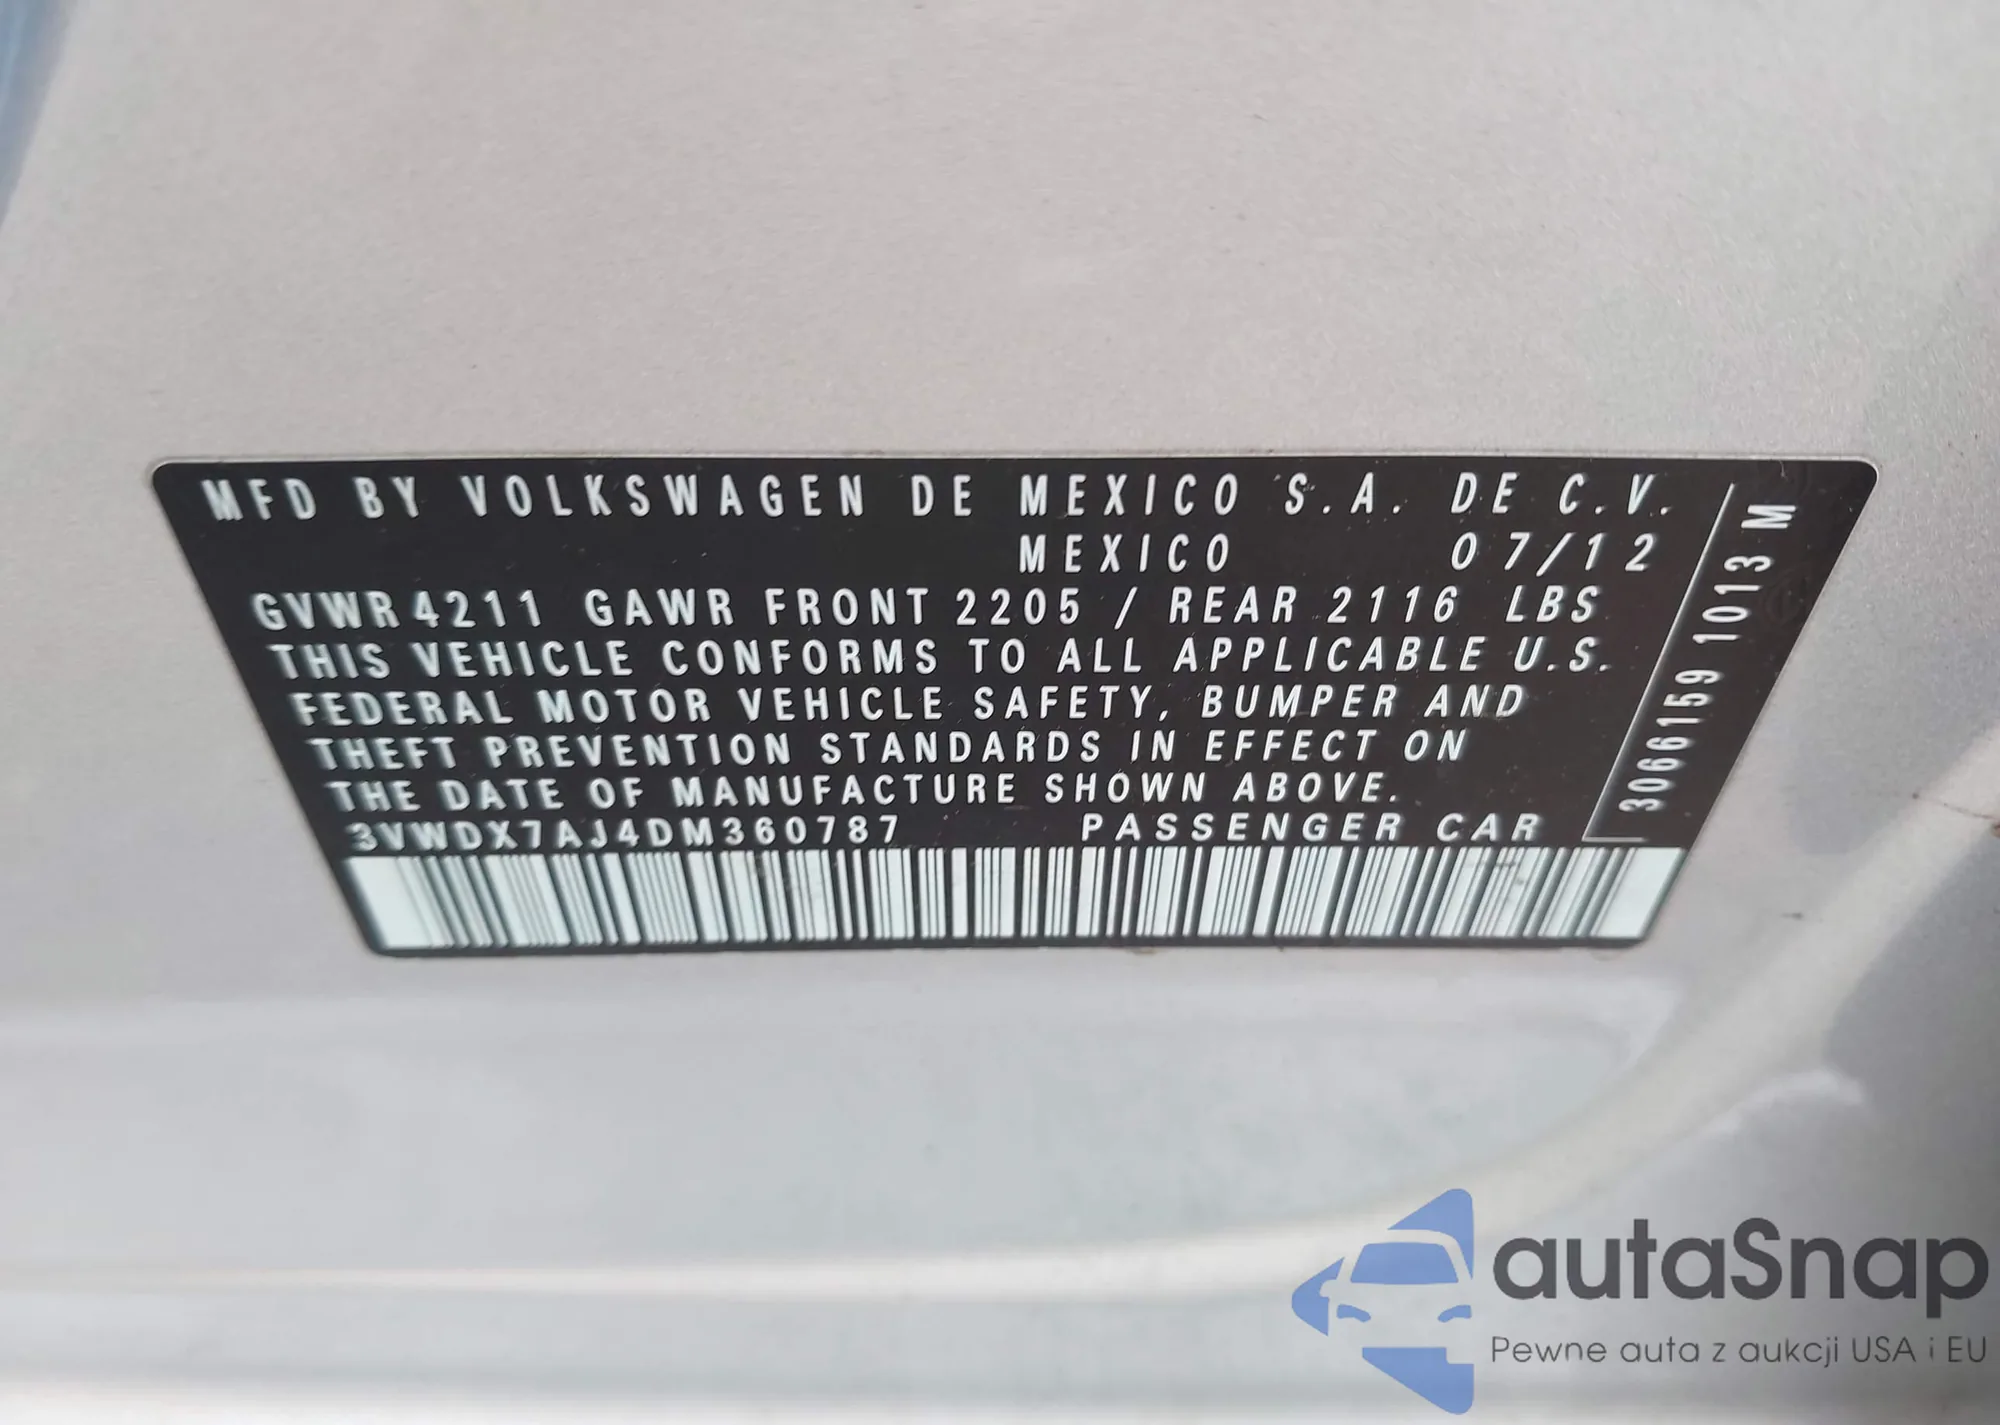 MFD BY VOLKSWAGEN DE MEXICO S.A. DE C.V.
MEXICO 07/12
GVWR 4211 GAWR FRONT 2205 / REAR 2116 LBS
THIS VEHICLE CONFORMS TO ALL APPLICABLE U.S.
FEDERAL MOTOR VEHICLE SAFETY, BUMPER AND
THEFT PREVENTION STANDARDS IN EFFECT ON
THE DATE OF MANUFACTURE SHOWN ABOVE.
3VWDX7AJ4DM360787 PASSENGER CAR
3066159 1013 M
autaSnap
Pewne auta z aukcji USA i EU